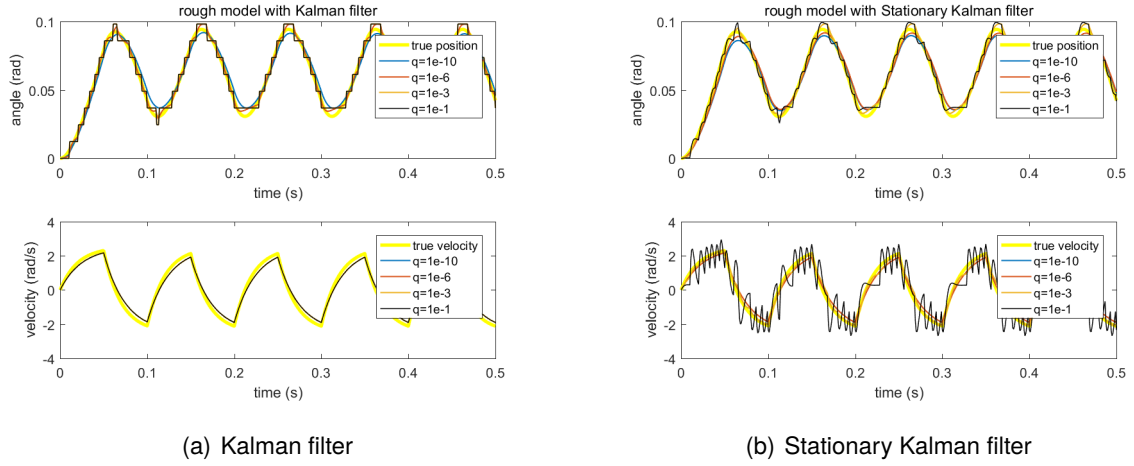 rough model with Kalman filter
0.1
0.05
0
angle (rad)
true position
q=1e-10
q=1e-6
q=1e-3
q=1e-1
0 0.1 0.2 0.3 0.4 0.5
time (s)
4
2
0
-2
-4
velocity (rad/s)
true velocity
q=1e-10
q=1e-6
q=1e-3
q=1e-1
0 0.1 0.2 0.3 0.4 0.5
time (s)
(a) Kalman filter
rough model with Stationary Kalman filter
0.1
0.05
0
angle (rad)
true position
q=1e-10
q=1e-6
q=1e-3
q=1e-1
0 0.1 0.2 0.3 0.4 0.5
time (s)
4
2
0
-2
-4
velocity (rad/s)
true velocity
q=1e-10
q=1e-6
q=1e-3
q=1e-1
0 0.1 0.2 0.3 0.4 0.5
time (s)
(b) Stationary Kalman filter